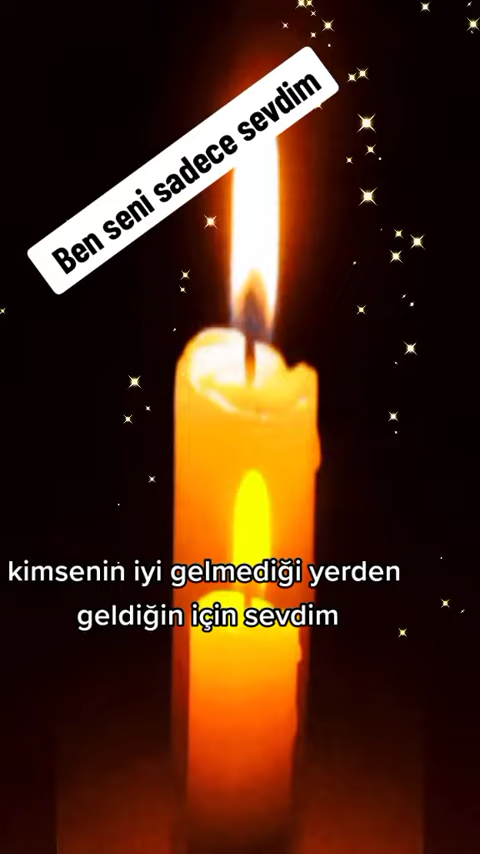 Ben seni sadece sevdim
kimsenin iyi gelmediği yerden
geldiğin için sevdim